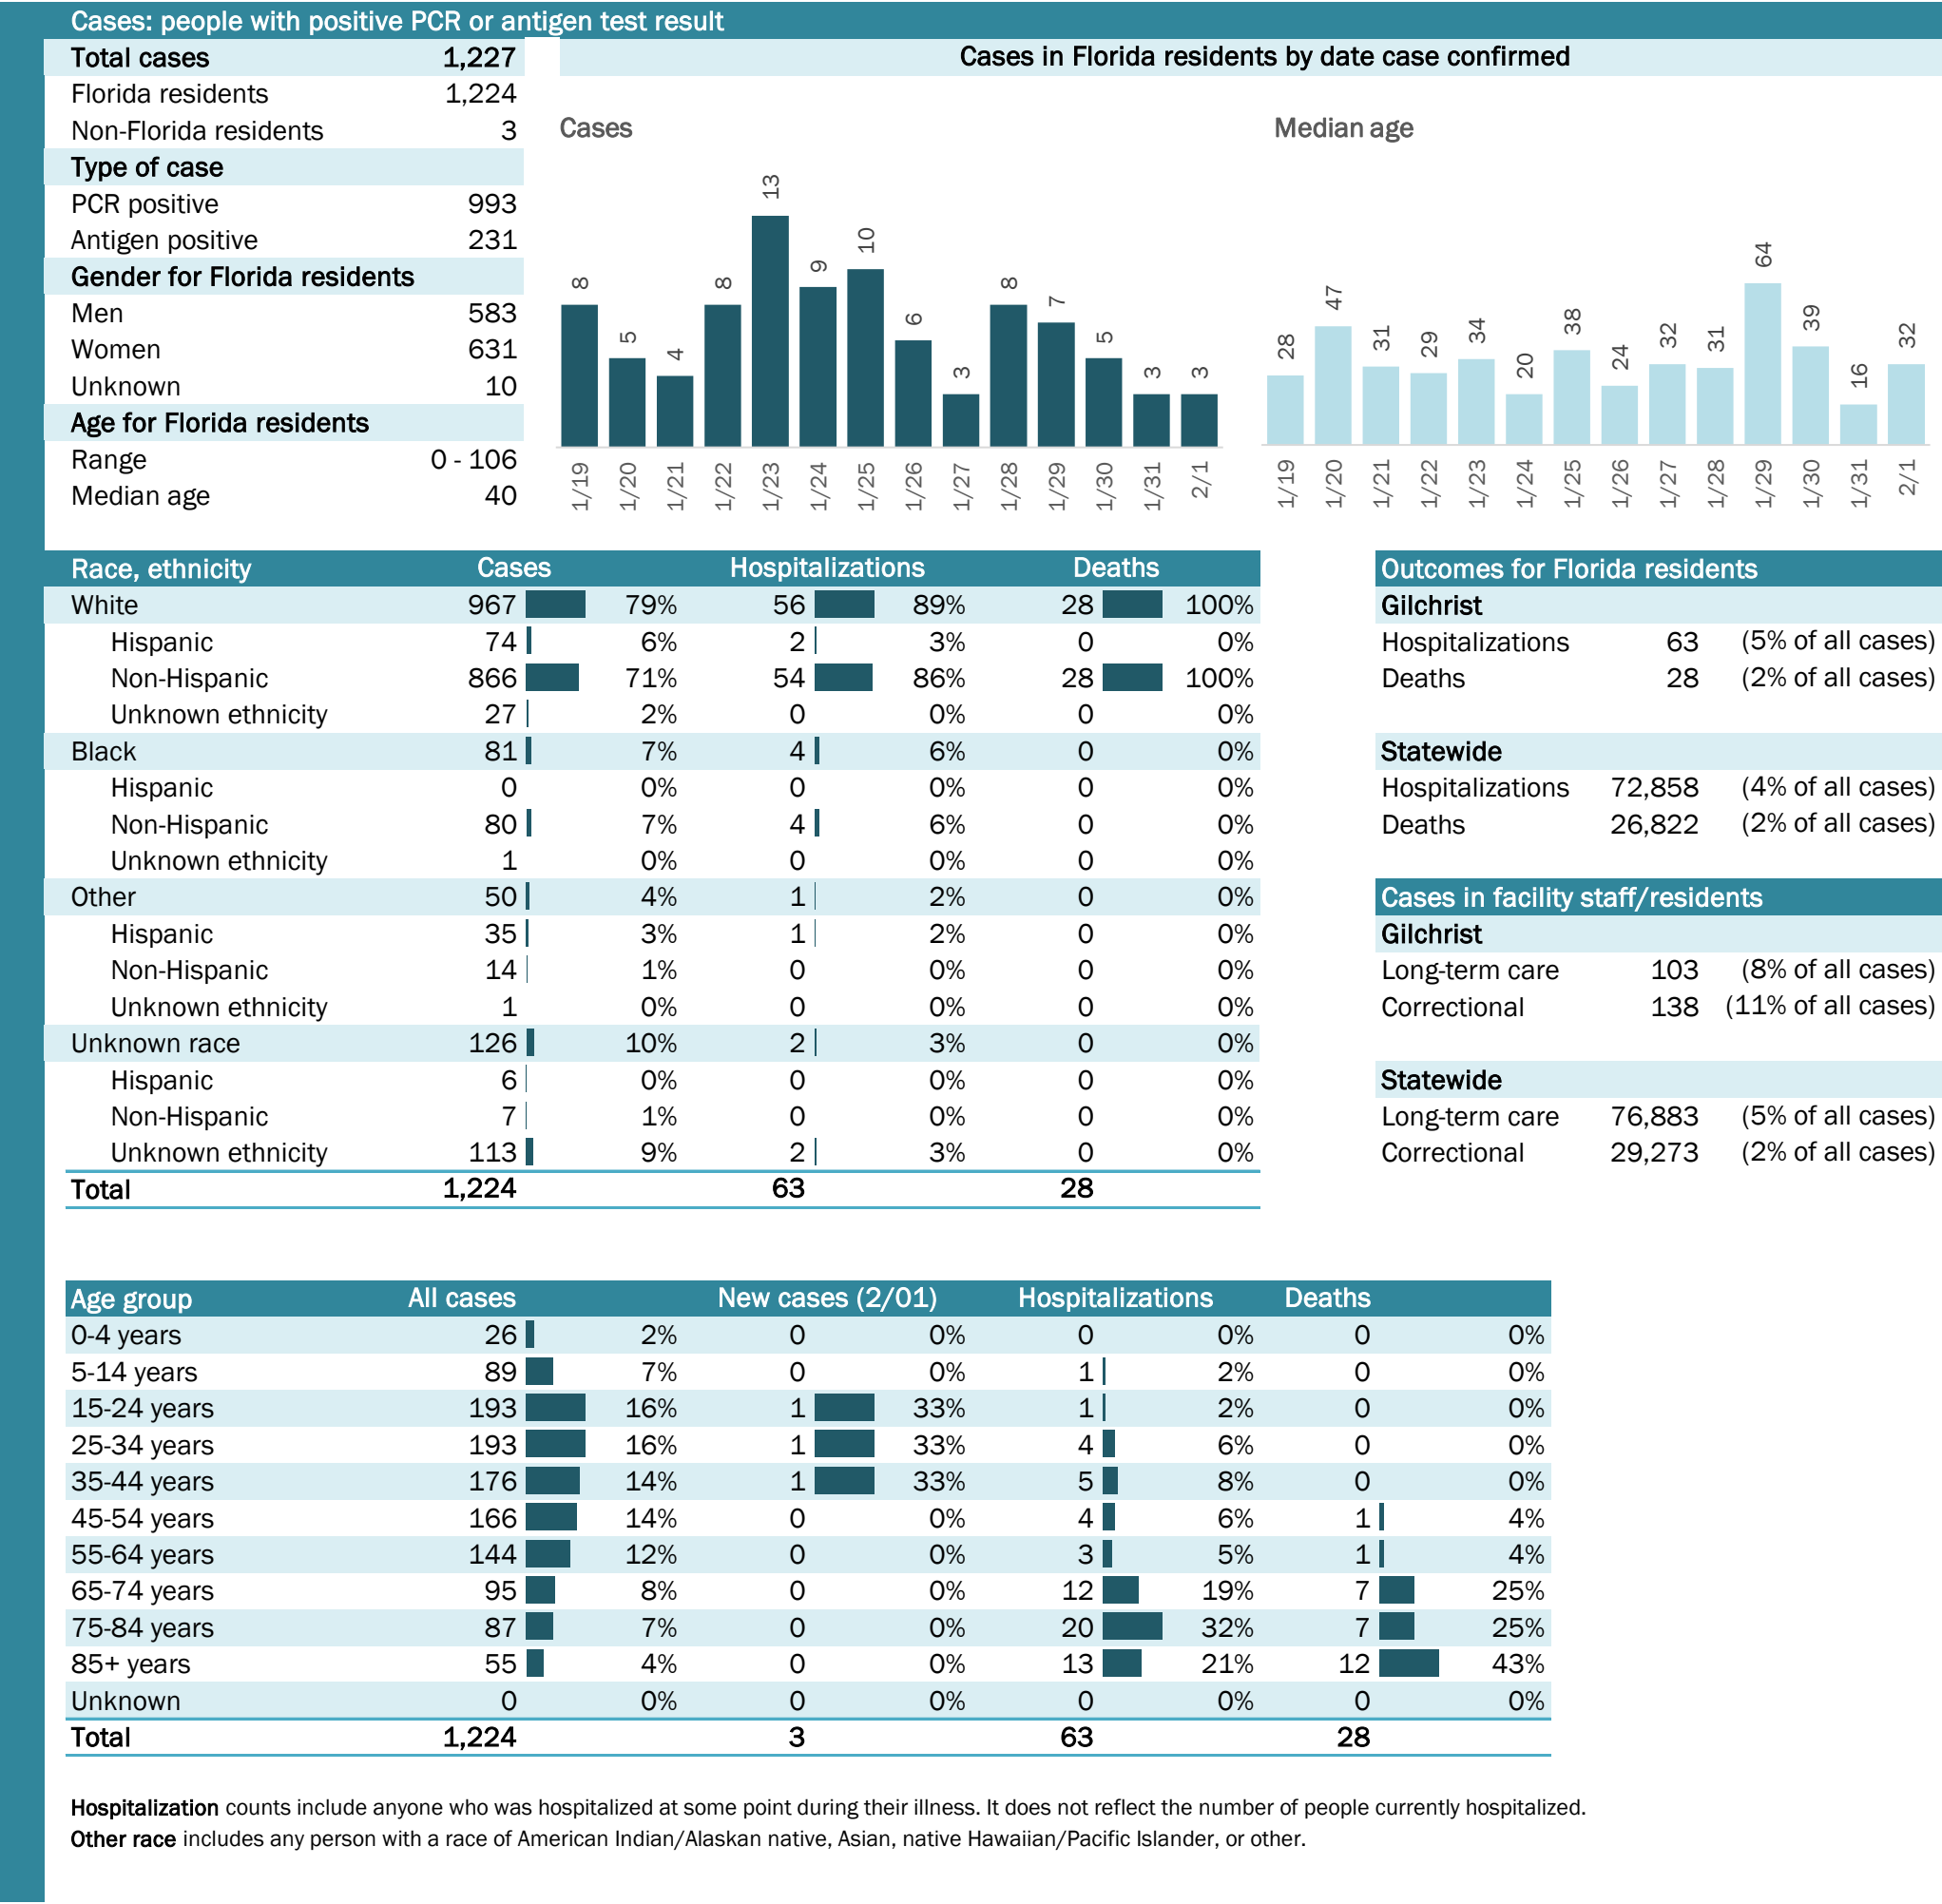 Cases: people with positive PCR or antigen test result
Total cases 1,227
Florida residents 1,224
Non-Florida residents 3
Type of case
PCR positive 993
Antigen positive 231
Gender for Florida residents
Men 583
Women 631
Unknown 10
Age for Florida residents
Range 0 - 106
Median age 40
Cases in Florida residents by date case confirmed
Cases
8 5 4 8 13 9 10 6 3 8 7 5 3 3
1/19 1/20 1/21 1/22 1/23 1/24 1/25 1/26 1/27 1/28 1/29 1/30 1/31 2/1
Median age
28 47 31 29 34 20 38 24 32 31 64 39 16 32
1/19 1/20 1/21 1/22 1/23 1/24 1/25 1/26 1/27 1/28 1/29 1/30 1/31 2/1
Race, ethnicity Cases Hospitalizations Deaths
White 967 79% 56 89% 28 100%
Hispanic 74 6% 2 3% 0 0%
Non-Hispanic 866 71% 54 86% 28 100%
Unknown ethnicity 27 2% 0 0% 0 0%
Black 81 7% 4 6% 0 0%
Hispanic 0 0% 0 0% 0 0%
Non-Hispanic 80 7% 4 6% 0 0%
Unknown ethnicity 1 0% 0 0% 0 0%
Other 50 4% 1 2% 0 0%
Hispanic 35 3% 1 2% 0 0%
Non-Hispanic 14 1% 0 0% 0 0%
Unknown ethnicity 1 0% 0 0% 0 0%
Unknown race 126 10% 2 3% 0 0%
Hispanic 6 0% 0 0% 0 0%
Non-Hispanic 7 1% 0 0% 0 0%
Unknown ethnicity 113 9% 2 3% 0 0%
Total 1,224 63 28
Outcomes for Florida residents
Gilchrist
Hospitalizations 63 (5% of all cases)
Deaths 28 (2% of all cases)
Statewide
Hospitalizations 72,858 (4% of all cases)
Deaths 26,822 (2% of all cases)
Cases in facility staff/residents
Gilchrist
Long-term care 103 (8% of all cases)
Correctional 138 (11% of all cases)
Statewide
Long-term care 76,883 (5% of all cases)
Correctional 29,273 (2% of all cases)
Age group All cases New cases (2/01) Hospitalizations Deaths
0-4 years 26 2% 0 0% 0 0% 0 0%
5-14 years 89 7% 0 0% 1 2% 0 0%
15-24 years 193 16% 1 33% 1 2% 0 0%
25-34 years 193 16% 1 33% 4 6% 0 0%
35-44 years 176 14% 1 33% 5 8% 0 0%
45-54 years 166 14% 0 0% 4 6% 1 4%
55-64 years 144 12% 0 0% 3 5% 1 4%
65-74 years 95 8% 0 0% 12 19% 7 25%
75-84 years 87 7% 0 0% 20 32% 7 25%
85+ years 55 4% 0 0% 13 21% 12 43%
Unknown 0 0% 0 0% 0 0% 0 0%
Total 1,224 3 63 28
Hospitalization counts include anyone who was hospitalized at some point during their illness. It does not reflect the number of people currently hospitalized.
Other race includes any person with a race of American Indian/Alaskan native, Asian, native Hawaiian/Pacific Islander, or other.